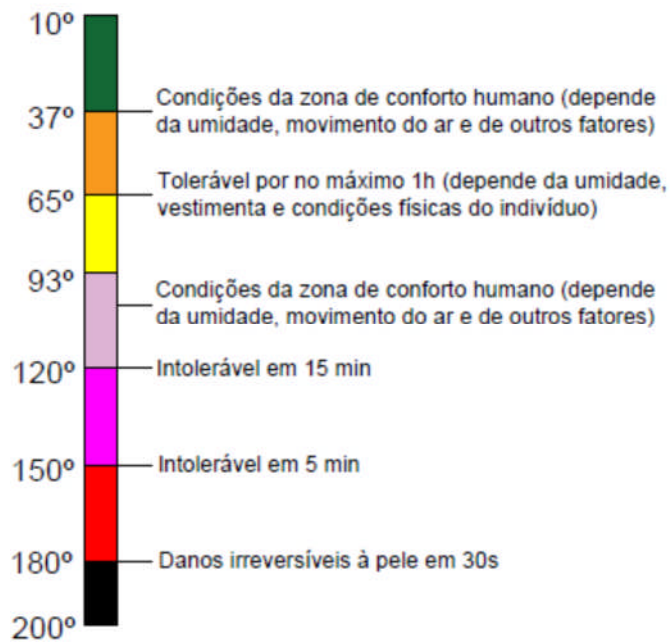 10º
Condições da zona de conforto humano (depende
37º
da umidade, movimento do ar e de outros fatores)
Tolerável por no máximo 1h (depende da umidade,
65º
vestimenta e condições físicas do indivíduo)
93º
Condições da zona de conforto humano (depende
da umidade, movimento do ar e de outros fatores)
120º
Intolerável em 15 min
150º
Intolerável em 5 min
180º
Danos irreversíveis à pele em 30s
200º